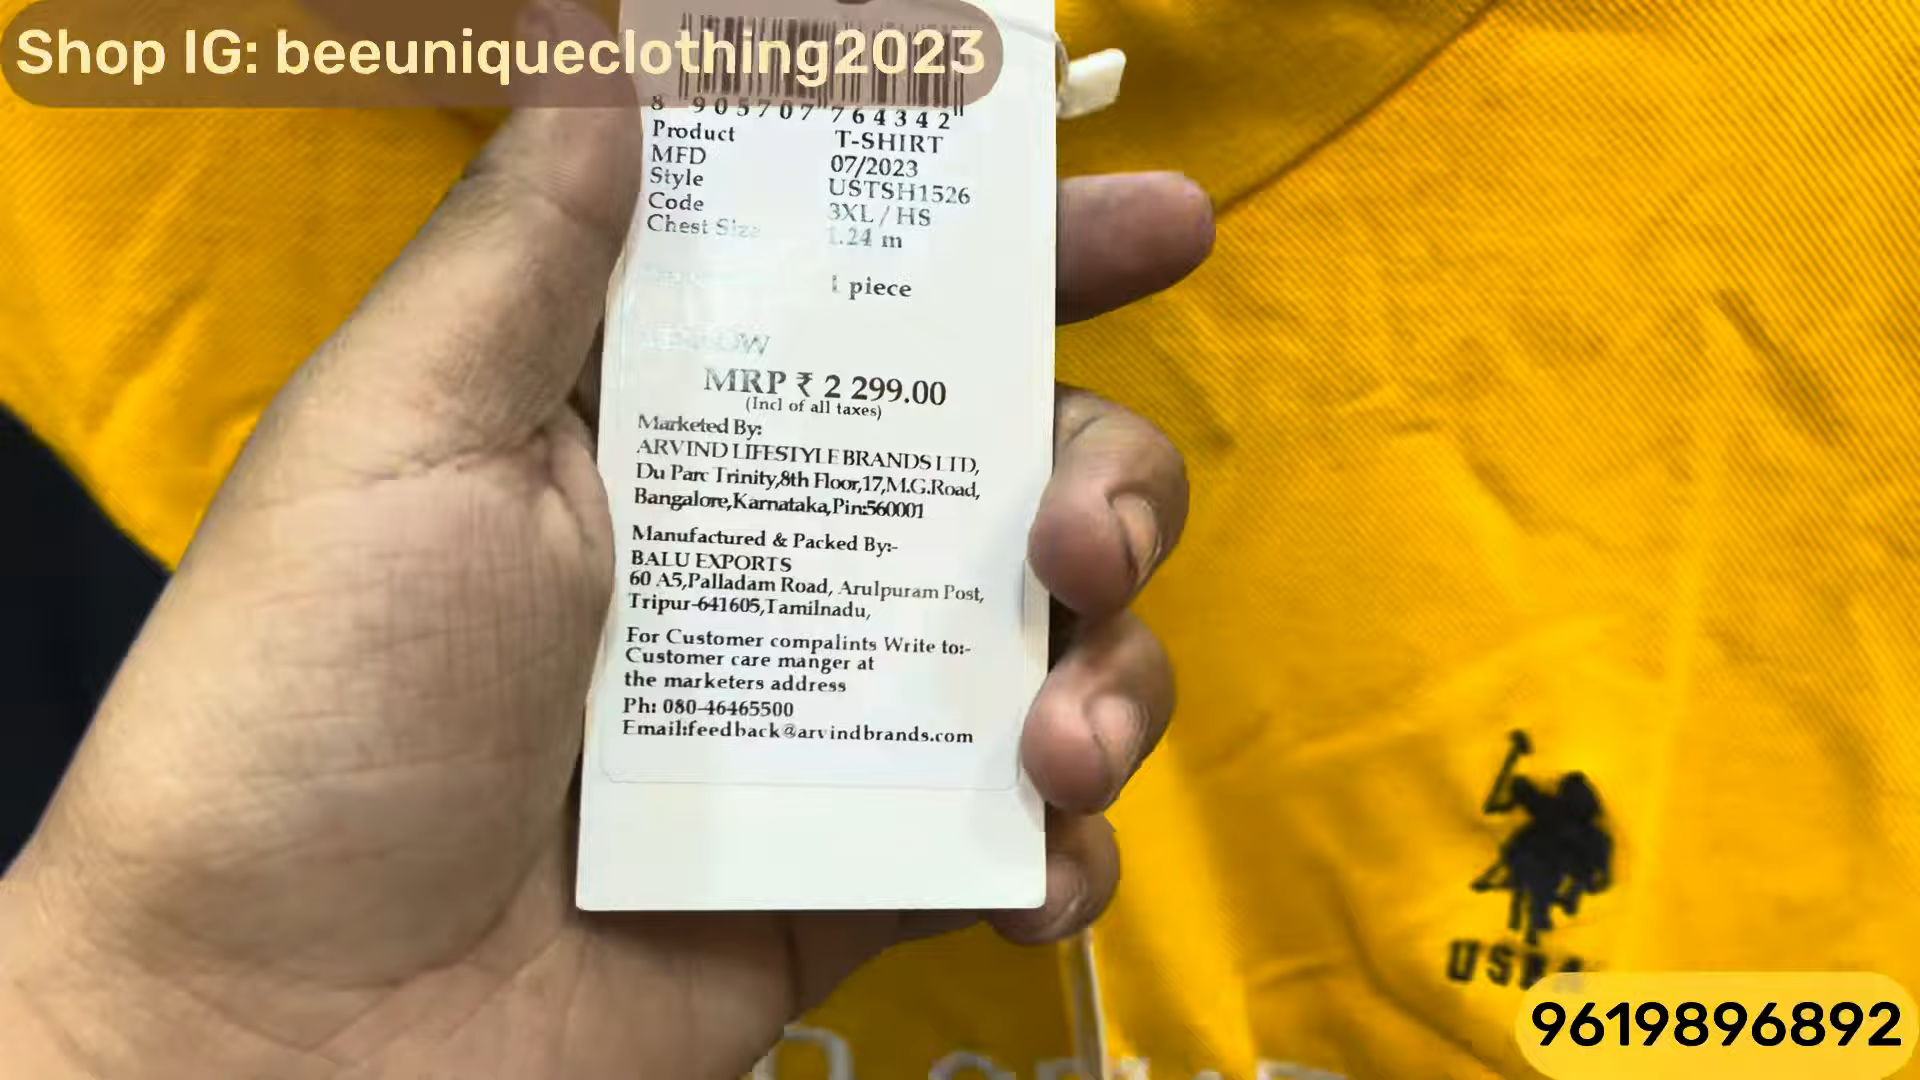 Shop IG: beeuniqueclothing2023
8 905707 764342
Product T-SHIRT
MFD 07/2023
Style USTSH1526
Code 3XL / HS
Chest Size 1.24 m
1 piece
MRP ₹ 2 299.00
(Incl of all taxes)
Marketed By:
ARVIND LIFESTYLE BRANDS LTD,
Du Parc Trinity,8th Floor,17,M.G.Road,
Bangalore,Karnataka,Pin:560001
Manufactured & Packed By:-
BALU EXPORTS
60 A5,Palladam Road, Arulpuram Post,
Tripur-641605,Tamilnadu,
For Customer compalints Write to:-
Customer care manger at
the marketers address
Ph: 080-46465500
Email:feedback@arvindbrands.com
9619896892